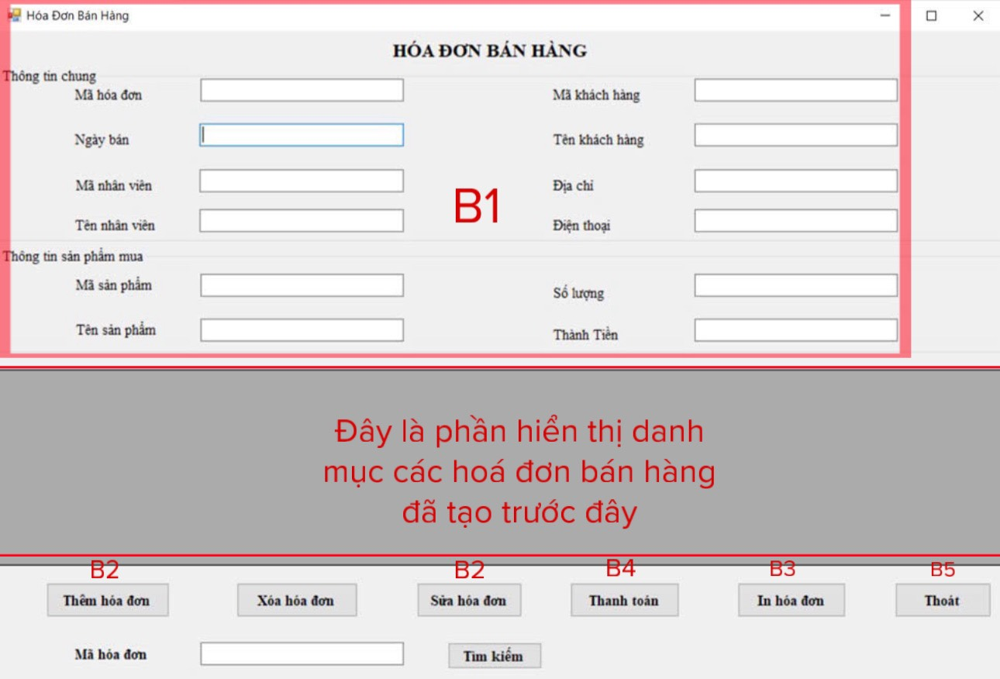 Hóa Đơn Bán Hàng
HÓA ĐƠN BÁN HÀNG
Thông tin chung
Mã hóa đơn
Mã khách hàng
Ngày bán
Tên khách hàng
Mã nhân viên
Địa chỉ
B1
Tên nhân viên
Điện thoại
Thông tin sản phẩm mua
Mã sản phẩm
Số lượng
Tên sản phẩm
Thành Tiền
Đây là phần hiển thị danh
mục các hoá đơn bán hàng
đã tạo trước đây
B2 B2 B4 B3 B5
Thêm hóa đơn Xóa hóa đơn Sửa hóa đơn Thanh toán In hóa đơn Thoát
Mã hóa đơn Tìm kiếm